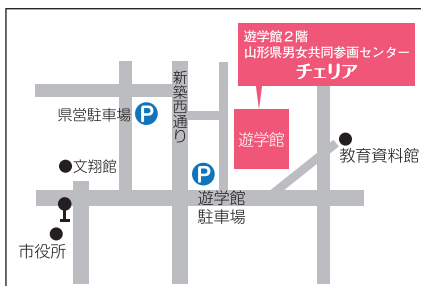 遊学館２階
山形県男女共同参画センター
チェリア
新築西通り
県営駐車場
P
遊学館
教育資料館
文翔館
P
遊学館
駐車場
市役所